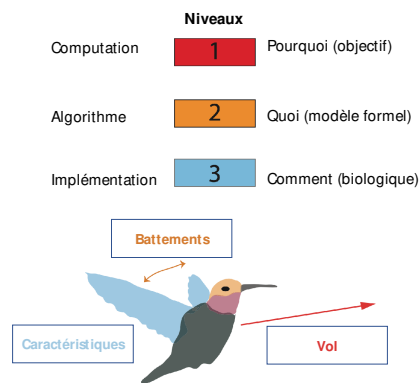 Niveaux
Computation 1 Pourquoi (objectif)
Algorithme 2 Quoi (modèle formel)
Implémentation 3 Comment (biologique)
Battements
Caractéristiques
Vol